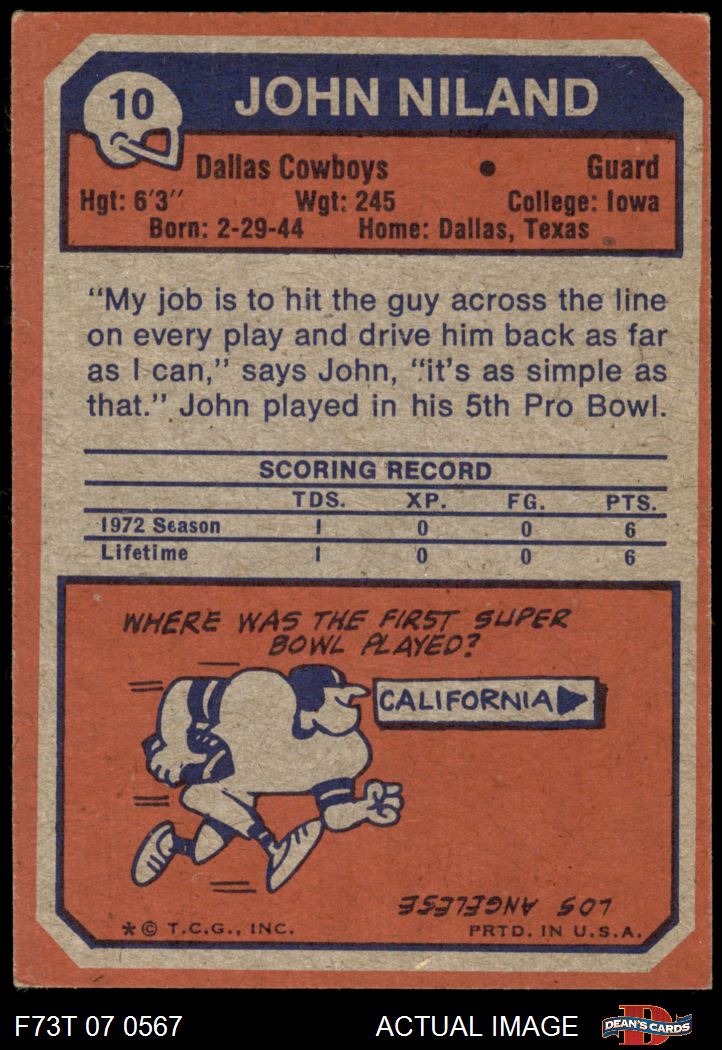 10
JOHN NILAND
Dallas Cowboys • Guard
Hgt: 6'3" Wgt: 245 College: Iowa
Born: 2-29-44 Home: Dallas, Texas
"My job is to hit the guy across the line
on every play and drive him back as far
as I can," says John, "it's as simple as
that." John played in his 5th Pro Bowl.
SCORING RECORD
TDS. XP. FG. PTS.
1972 Season 1 0 0 6
Lifetime 1 0 0 6
WHERE WAS THE FIRST SUPER
BOWL PLAYED?
CALIFORNIA
LOS ANGELESE
*© T.C.G., INC. PRTD. IN U.S.A.
F73T 07 0567 ACTUAL IMAGE DEAN'S CARDS